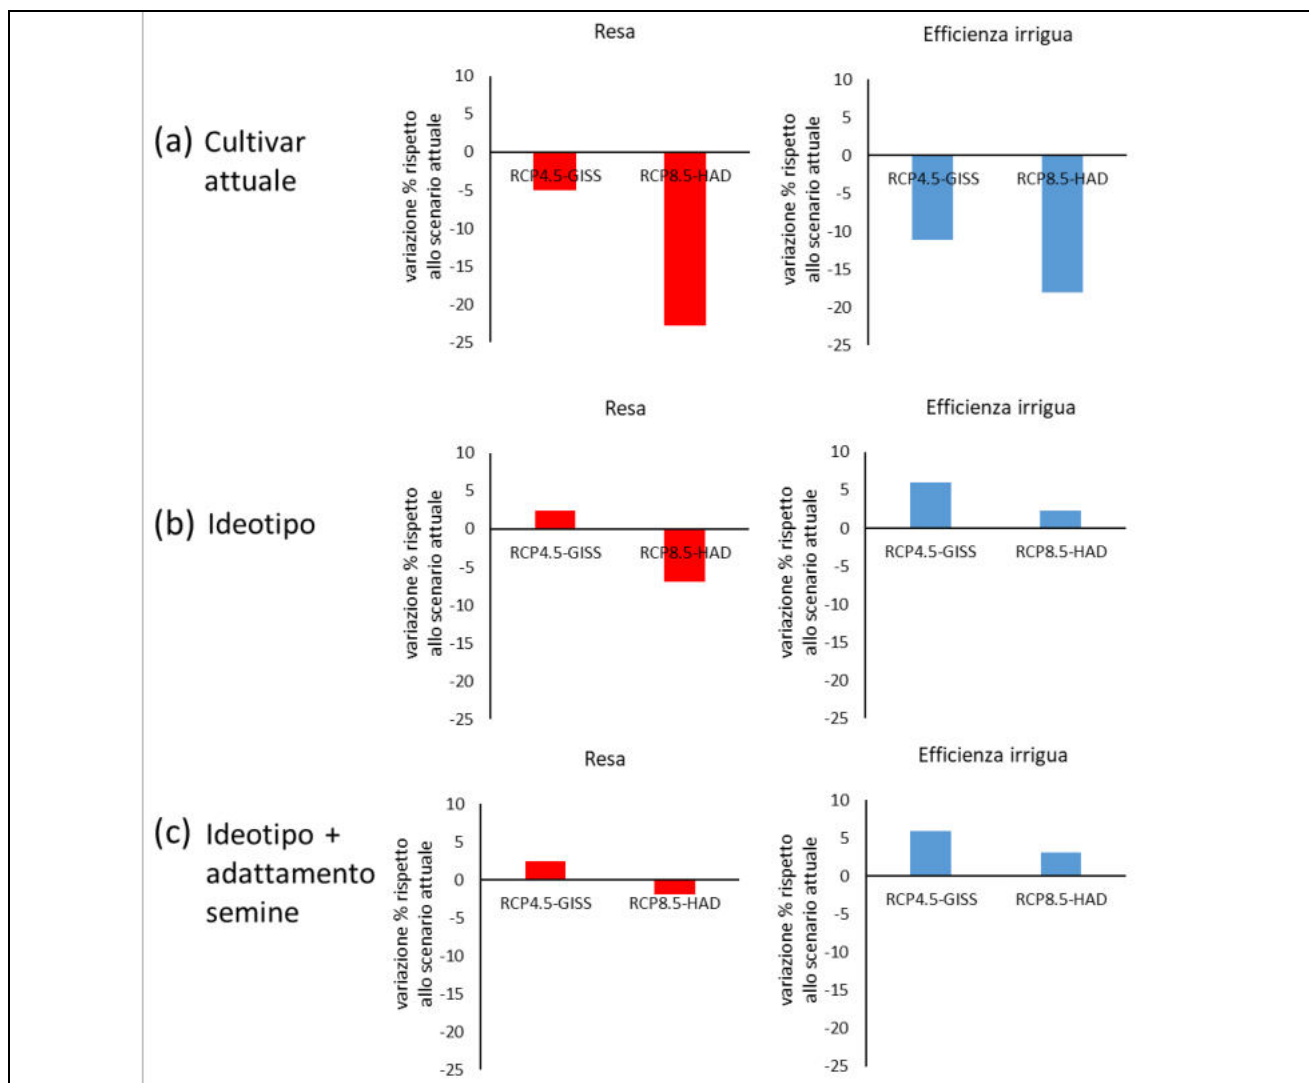 (a) Cultivar
attuale
Resa
variazione % rispetto
allo scenario attuale
10
5
0
-5
-10
-15
-20
-25
RCP4.5-GISS
RCP8.5-HAD
Efficienza irrigua
variazione % rispetto
allo scenario attuale
10
5
0
-5
-10
-15
-20
-25
RCP4.5-GISS
RCP8.5-HAD
(b) Ideotipo
Resa
variazione % rispetto
allo scenario attuale
10
5
0
-5
-10
-15
-20
-25
RCP4.5-GISS
RCP8.5-HAD
Efficienza irrigua
variazione % rispetto
allo scenario attuale
10
5
0
-5
-10
-15
-20
-25
RCP4.5-GISS
RCP8.5-HAD
(c) Ideotipo +
adattamento
semine
Resa
variazione % rispetto
allo scenario attuale
10
5
0
-5
-10
-15
-20
-25
RCP4.5-GISS
RCP8.5-HAD
Efficienza irrigua
variazione % rispetto
allo scenario attuale
10
5
0
-5
-10
-15
-20
-25
RCP4.5-GISS
RCP8.5-HAD